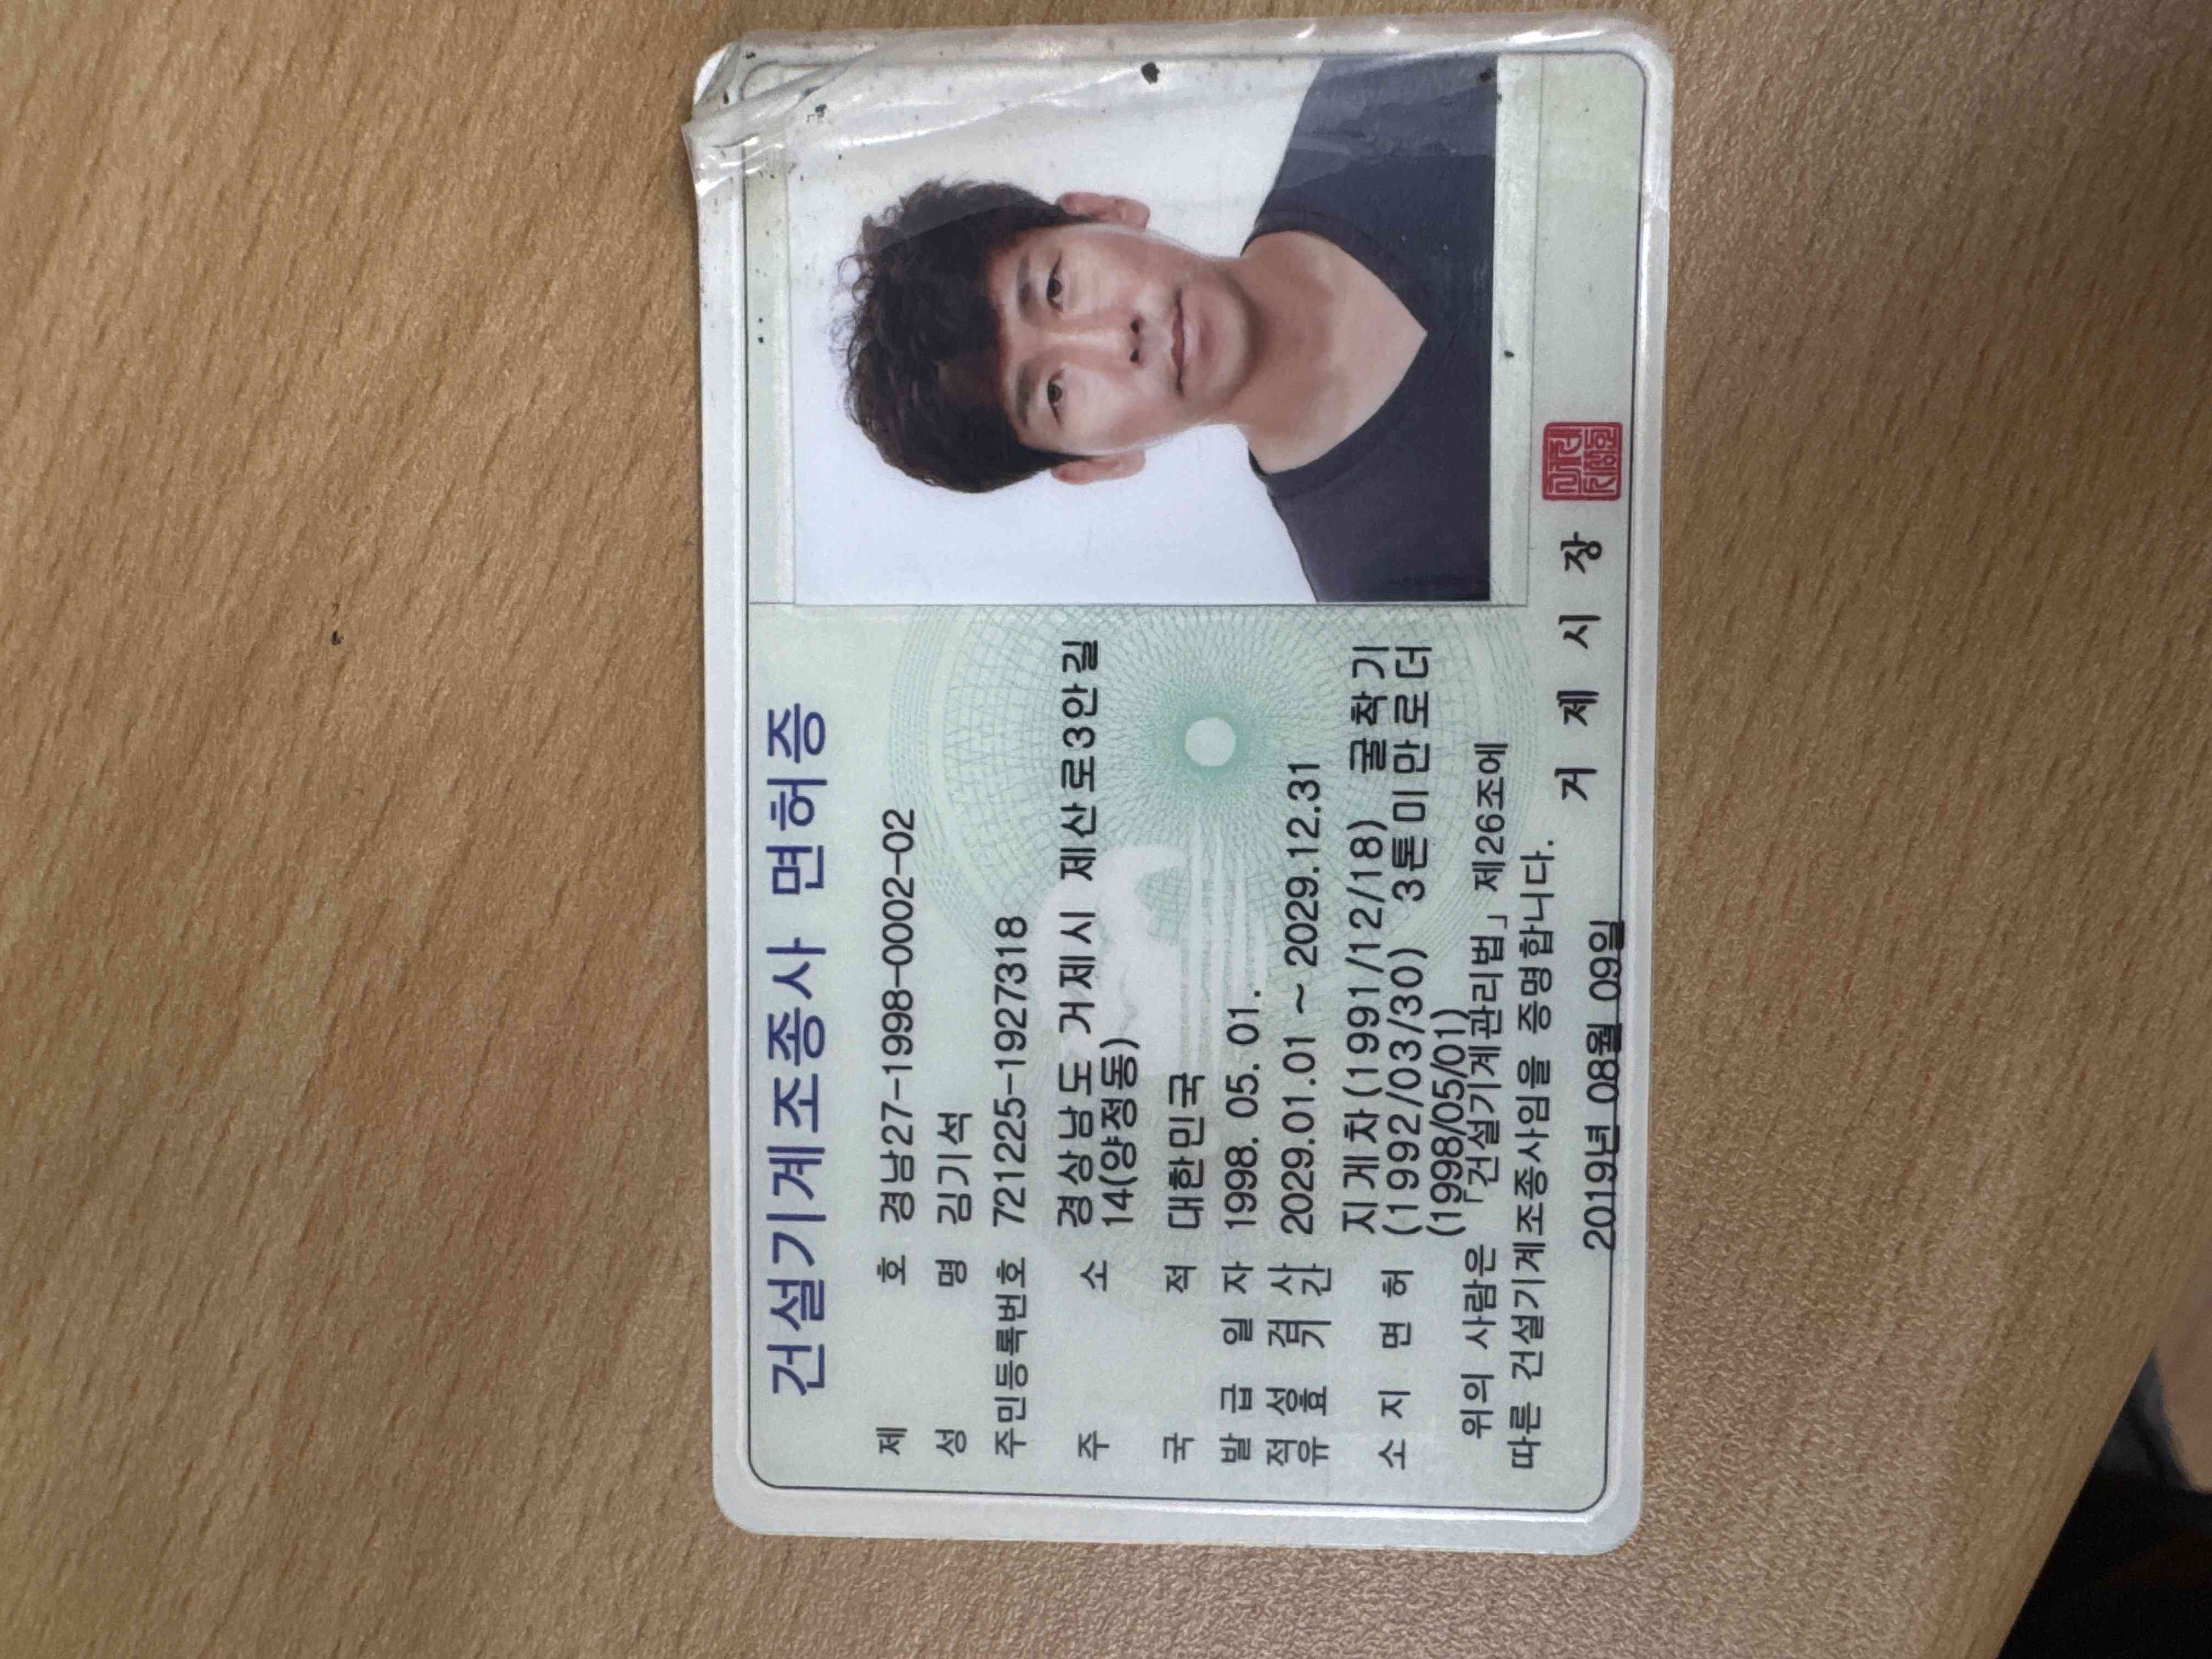 건설기계조종사 면허증
제 호 경남27-1998-0002-02
성 명 김기석
주민등록번호 721225-1927318
주 소 경상남도 거제시 제산로3안길
14(양정동)
국 적 대한민국
발 급 일 자 1998. 05. 01.
적 성 검 사
유 효 기 간 2029.01.01 ~ 2029.12.31
소 지 면 허 지게차(1991/12/18) 굴착기
(1992/03/30) 3톤미만로더
(1998/05/01)
위의 사람은 「건설기계관리법」 제26조에
따른 건설기계조종사임을 증명합니다.
2019년 08월 09일
거 제 시 장